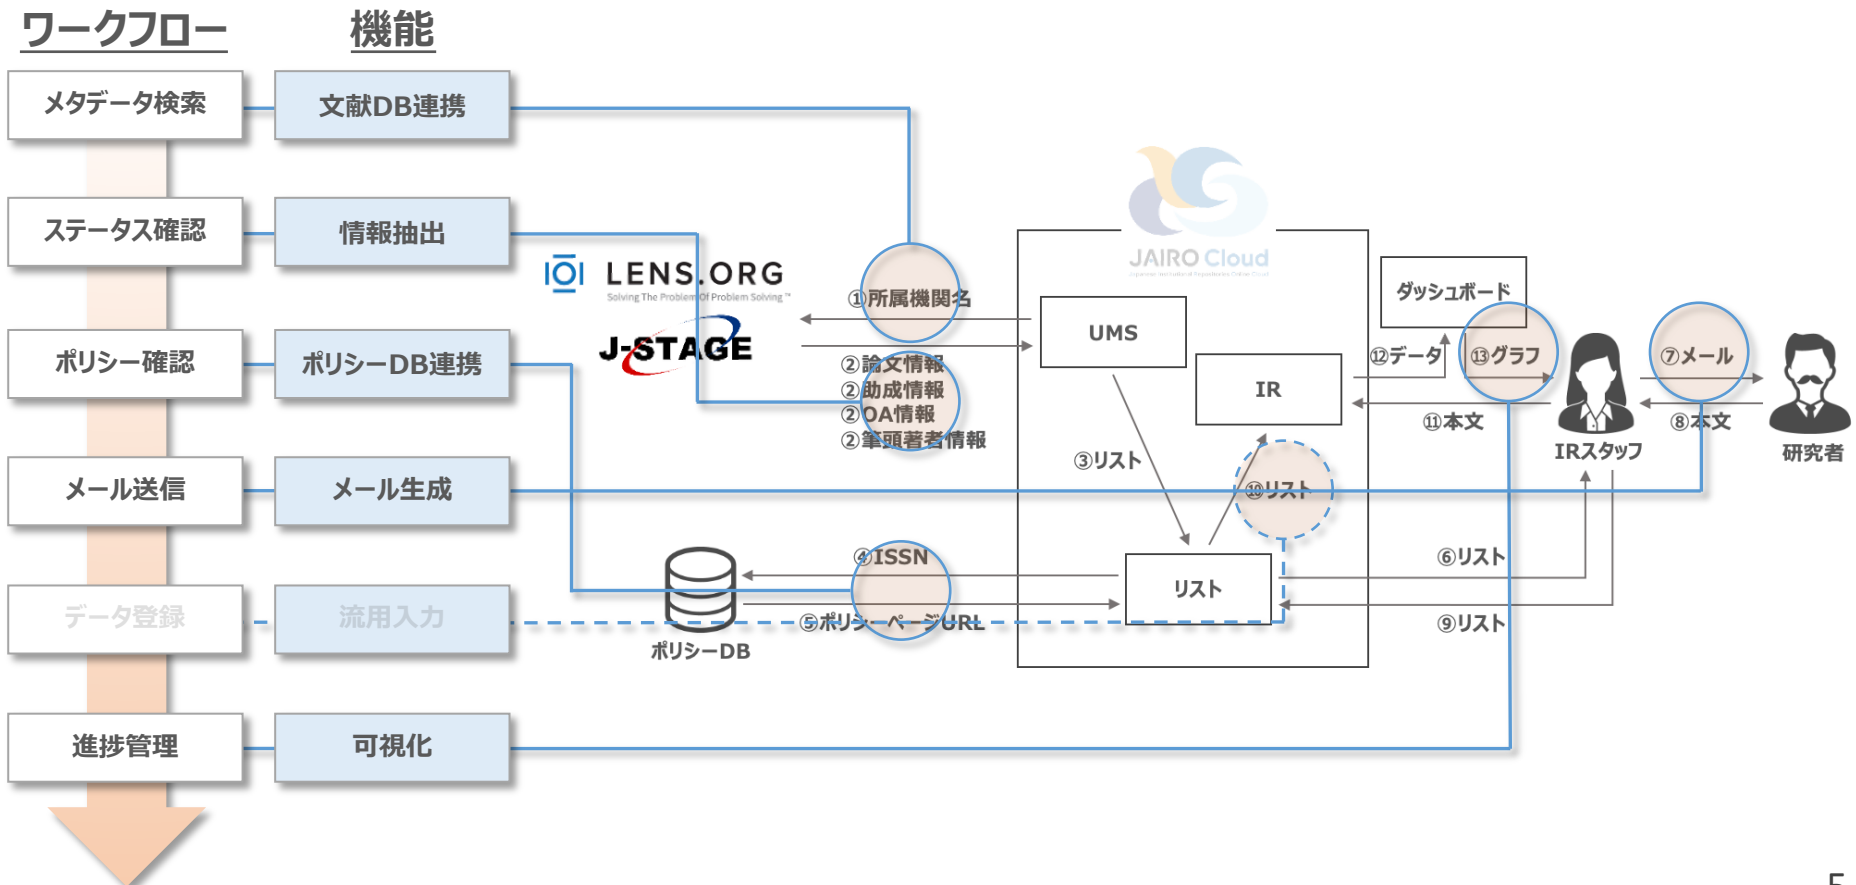 ワークフロー
機能
メタデータ検索
文献DB連携
ステータス確認
情報抽出
ポリシー確認
ポリシーDB連携
メール送信
メール生成
データ登録
流用入力
進捗管理
可視化
LENS.ORG
Solving The Problem Of Problem Solving ™
J-STAGE
①所属機関名
②論文情報
②助成情報
②OA情報
②筆頭著者情報
JAIRO Cloud
UMS
IR
③リスト
⑩リスト
リスト
④ISSN
⑤ポリシーページURL
ポリシーDB
ダッシュボード
⑫データ
⑬グラフ
⑪本文
⑦メール
⑧本文
IRスタッフ
研究者
⑥リスト
⑨リスト
5